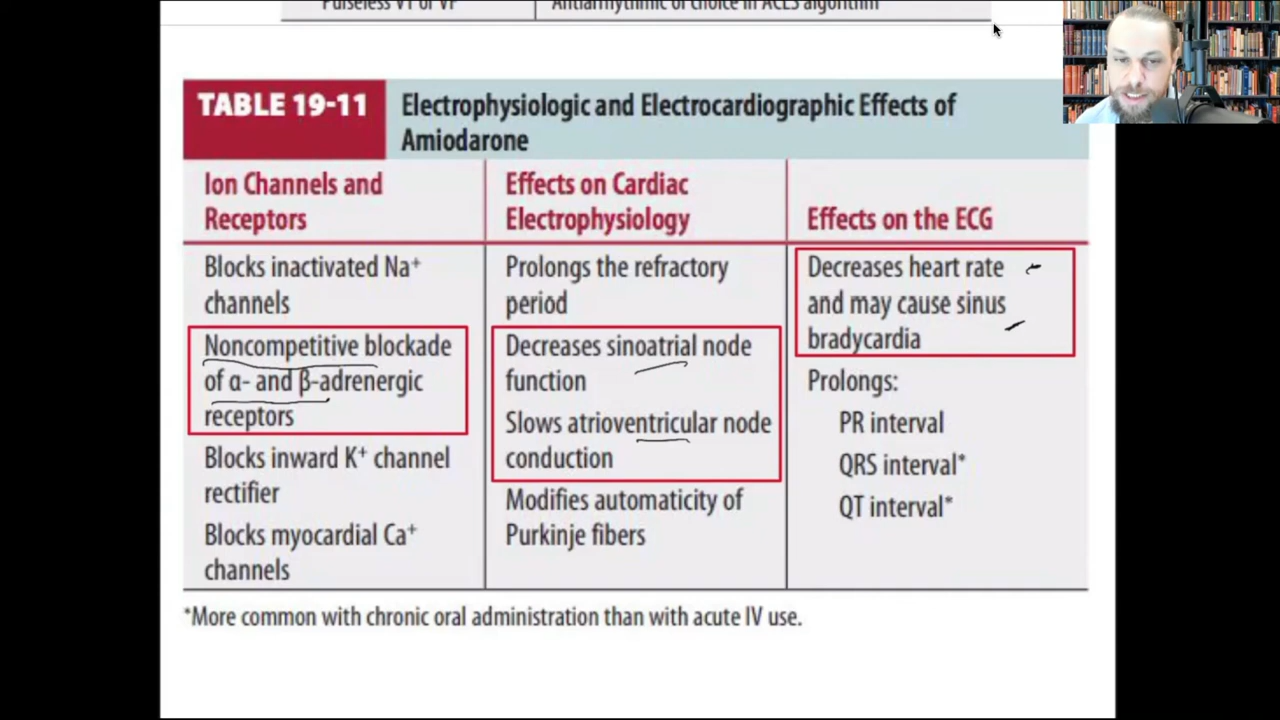 Pulseless VT or VF
Antiarrhythmic of choice in ACLS algorithm
TABLE 19-11
Electrophysiologic and Electrocardiographic Effects of
Amiodarone
Ion Channels and
Receptors
Effects on Cardiac
Electrophysiology
Effects on the ECG
Blocks inactivated Na⁺
channels
Noncompetitive blockade
of α- and β-adrenergic
receptors
Blocks inward K⁺ channel
rectifier
Blocks myocardial Ca⁺
channels
Prolongs the refractory
period
Decreases sinoatrial node
function
Slows atrioventricular node
conduction
Modifies automaticity of
Purkinje fibers
Decreases heart rate
and may cause sinus
bradycardia
Prolongs:
PR interval
QRS interval*
QT interval*
*More common with chronic oral administration than with acute IV use.